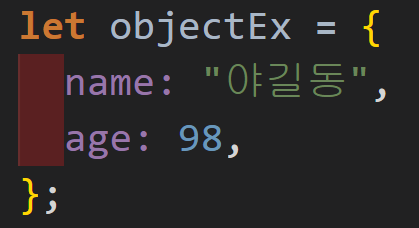 let objectEx = {
  name: "야길동",
  age: 98,
};